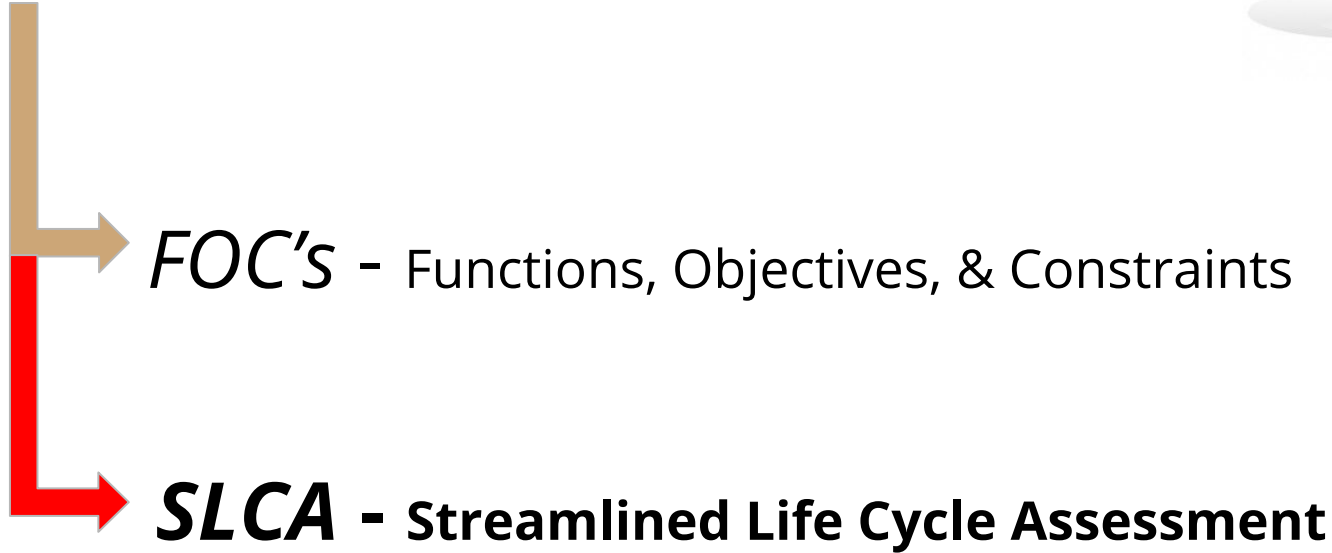 FOC’s - Functions, Objectives, & Constraints
SLCA - Streamlined Life Cycle Assessment